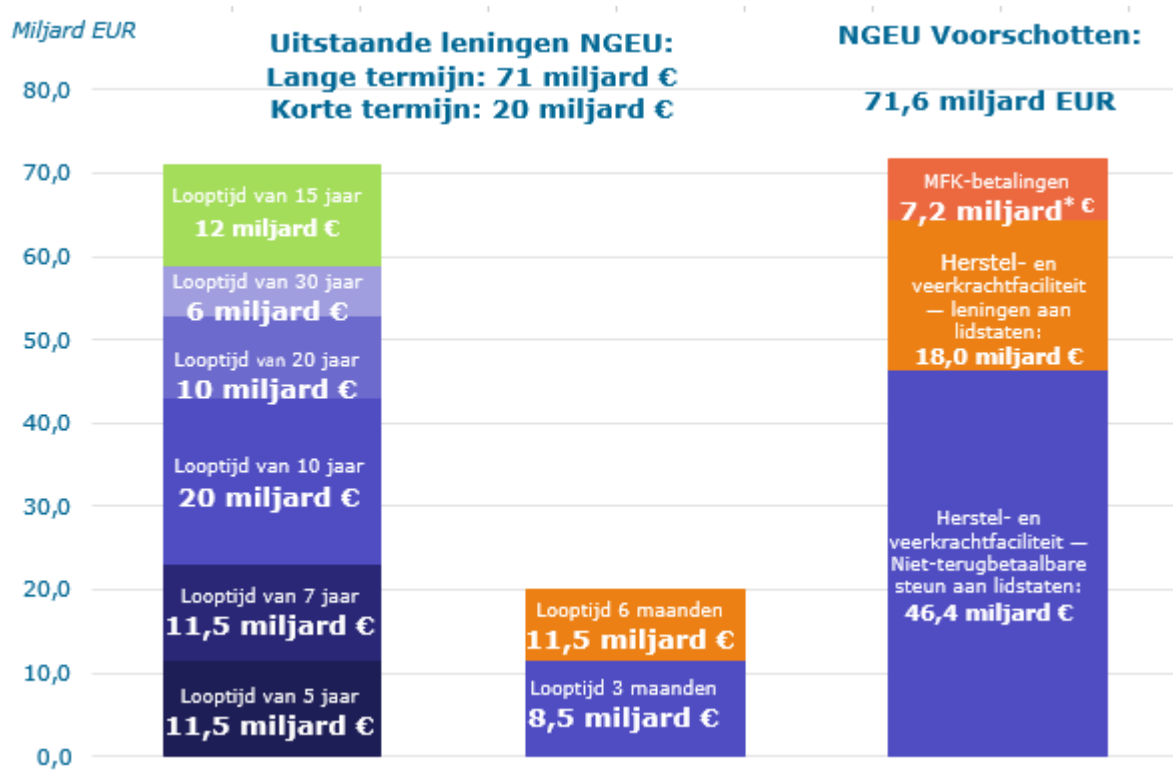 Miljard EUR
Uitstaande leningen NGEU:
Lange termijn: 71 miljard €
Korte termijn: 20 miljard €
NGEU Voorschotten:
71,6 miljard EUR
80,0
70,0
60,0
50,0
40,0
30,0
20,0
10,0
0,0
Looptijd van 15 jaar
12 miljard €
Looptijd van 30 jaar
6 miljard €
Looptijd van 20 jaar
10 miljard €
Looptijd van 10 jaar
20 miljard €
Looptijd van 7 jaar
11,5 miljard €
Looptijd van 5 jaar
11,5 miljard €
Looptijd 6 maanden
11,5 miljard €
Looptijd 3 maanden
8,5 miljard €
MFK-betalingen
7,2 miljard* €
Herstel- en
veerkrachtfaciliteit
— leningen aan
lidstaten:
18,0 miljard €
Herstel- en
veerkrachtfaciliteit —
Niet-terugbetaalbare
steun aan lidstaten:
46,4 miljard €